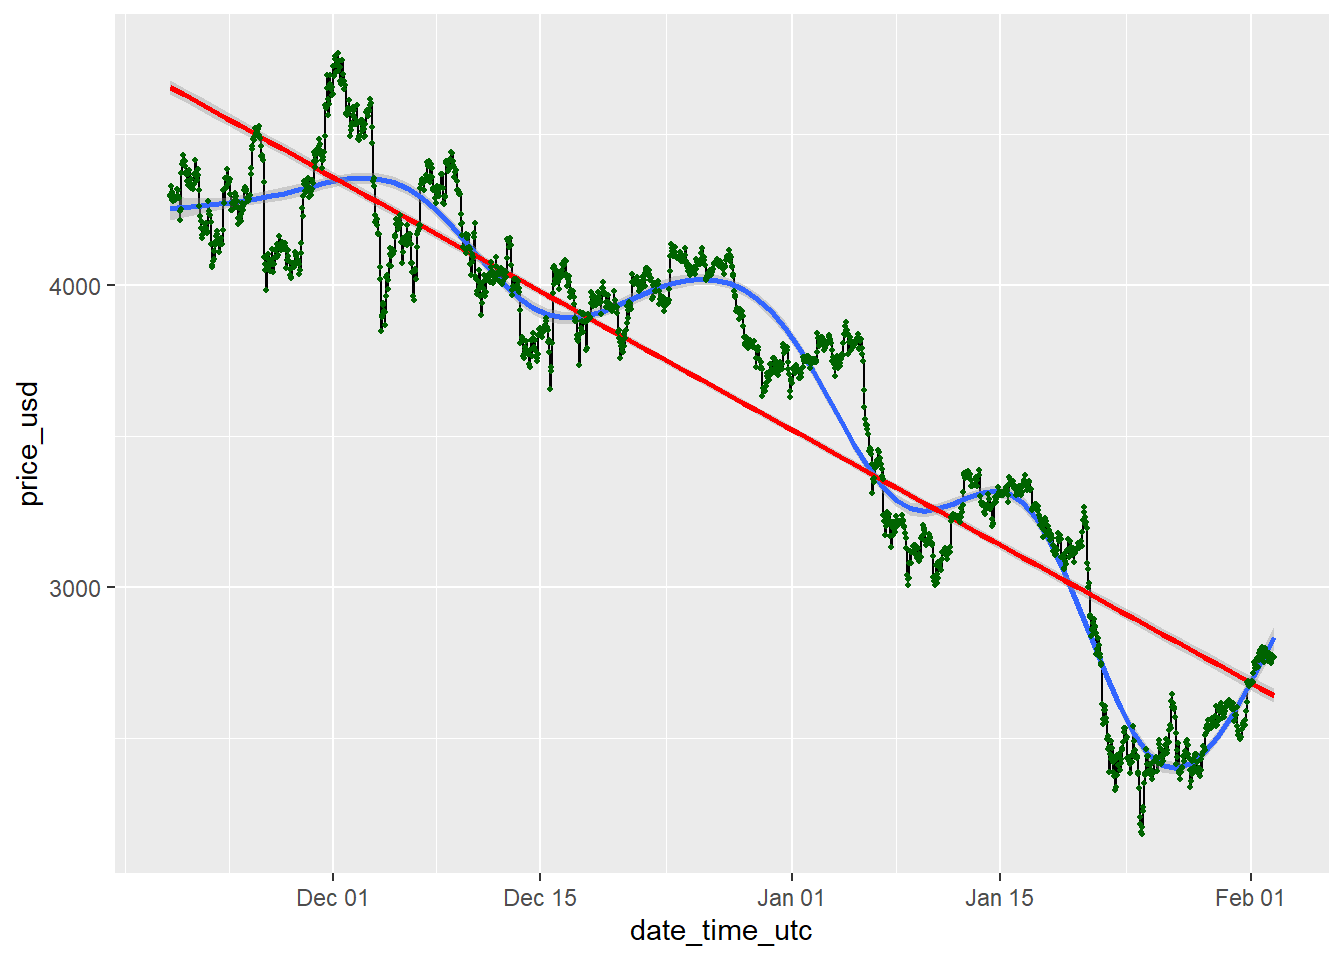 price_usd
4000
3000
Dec 01
Dec 15
Jan 01
Jan 15
Feb 01
date_time_utc